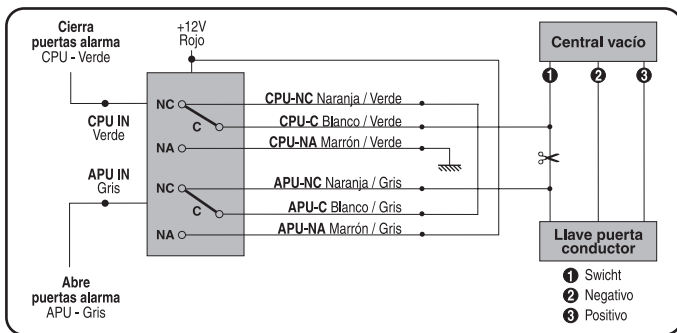 Cierra
puertas alarma
CPU - Verde
+12V
Rojo
Central vacío
1 2 3
NC
CPU-NC Naranja / Verde
CPU IN
Verde
C
CPU-C Blanco / Verde
NA
CPU-NA Marrón / Verde
APU IN
Gris
NC
APU-NC Naranja / Gris
C
APU-C Blanco / Gris
NA
APU-NA Marrón / Gris
Llave puerta
conductor
Abre
puertas alarma
APU - Gris
1 Swicht
2 Negativo
3 Positivo